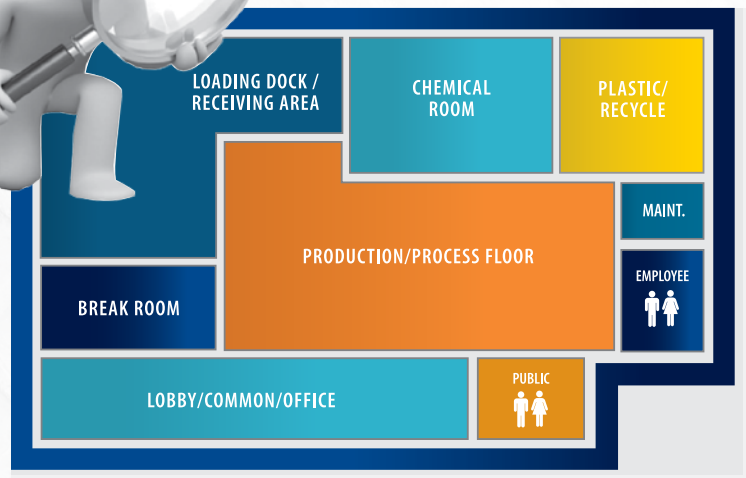 LOADING DOCK /
RECEIVING AREA
CHEMICAL
ROOM
PLASTIC/
RECYCLE
MAINT.
PRODUCTION/PROCESS FLOOR
EMPLOYEE
BREAK ROOM
PUBLIC
LOBBY/COMMON/OFFICE